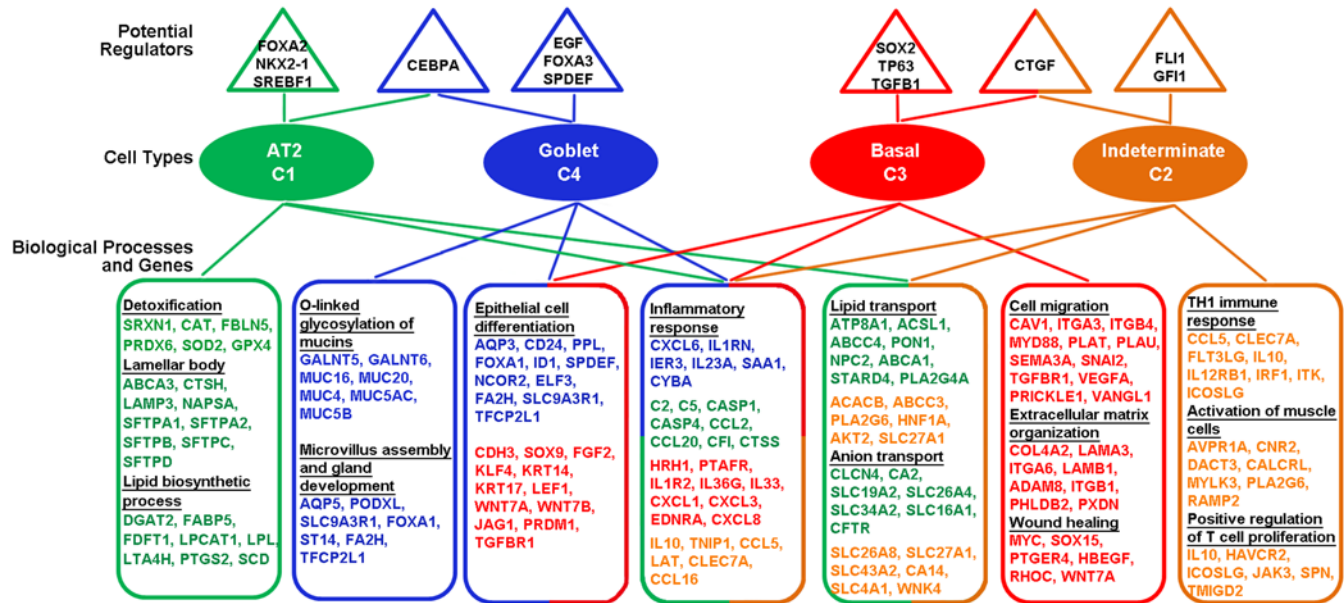 Potential
Regulators
FOXA2
NKX2-1
SREBF1
CEBPA
EGF
FOXA3
SPDEF
SOX2
TP63
TGFB1
CTGF
FLI1
GFI1
Cell Types
AT2
C1
Goblet
C4
Basal
C3
Indeterminate
C2
Biological Processes
and Genes
Detoxification
SRXN1, CAT, FBLN5,
PRDX6, SOD2, GPX4
Lamellar body
ABCA3, CTSH,
LAMP3, NAPSA,
SFTPA1, SFTPA2,
SFTPB, SFTPC,
SFTPD
Lipid biosynthetic
process
DGAT2, FABP5,
FDFT1, LPCAT1, LPL,
LTA4H, PTGS2, SCD
O-linked
glycosylation of
mucins
GALNT5, GALNT6,
MUC16, MUC20,
MUC4, MUC5AC,
MUC5B
Microvillus assembly
and gland
development
AQP5, PODXL,
SLC9A3R1, FOXA1,
ST14, FA2H,
TFCP2L1
Epithelial cell
differentiation
AQP3, CD24, PPL,
FOXA1, ID1, SPDEF,
NCOR2, ELF3,
FA2H, SLC9A3R1,
TFCP2L1
CDH3, SOX9, FGF2,
KLF4, KRT14,
KRT17, LEF1,
WNT7A, WNT7B,
JAG1, PRDM1,
TGFBR1
Inflammatory
response
CXCL6, IL1RN,
IER3, IL23A, SAA1,
CYBA
C2, C5, CASP1,
CASP4, CCL2,
CCL20, CFI, CTSS
HRH1, PTAFR,
IL1R2, IL36G, IL33,
CXCL1, CXCL3,
EDNRA, CXCL8
IL10, TNIP1, CCL5,
LAT, CLEC7A,
CCL16
Lipid transport
ATP8A1, ACSL1,
ABCC4, PON1,
NPC2, ABCA1,
STARD4, PLA2G4A
ACACB, ABCC3,
PLA2G6, HNF1A,
AKT2, SLC27A1
Anion transport
CLCN4, CA2,
SLC19A2, SLC26A4,
SLC34A2, SLC16A1,
CFTR
SLC26A8, SLC27A1,
SLC43A2, CA14,
SLC4A1, WNK4
Cell migration
CAV1, ITGA3, ITGB4,
MYD88, PLAT, PLAU,
SEMA3A, SNAI2,
TGFBR1, VEGFA,
PRICKLE1, VANGL1
Extracellular matrix
organization
COL4A2, LAMA3,
ITGA6, LAMB1,
ADAM8, ITGB1,
PHLDB2, PXDN
Wound healing
MYC, SOX15,
PTGER4, HBEGF,
RHOC, WNT7A
TH1 immune
response
CCL5, CLEC7A,
FLT3LG, IL10,
IL12RB1, IRF1, ITK,
ICOSLG
Activation of muscle
cells
AVPR1A, CNR2,
DACT3, CALCRL,
MYLK3, PLA2G6,
RAMP2
Positive regulation
of T cell proliferation
IL10, HAVCR2,
ICOSLG, JAK3, SPN,
TMIGD2